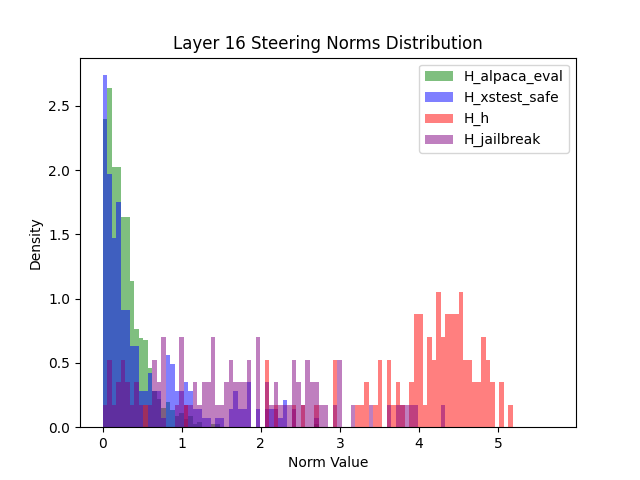 Layer 16 Steering Norms Distribution
H_alpaca_eval
H_xstest_safe
H_h
H_jailbreak
Density
2.5
2.0
1.5
1.0
0.5
0.0
0
1
2
3
4
5
Norm Value